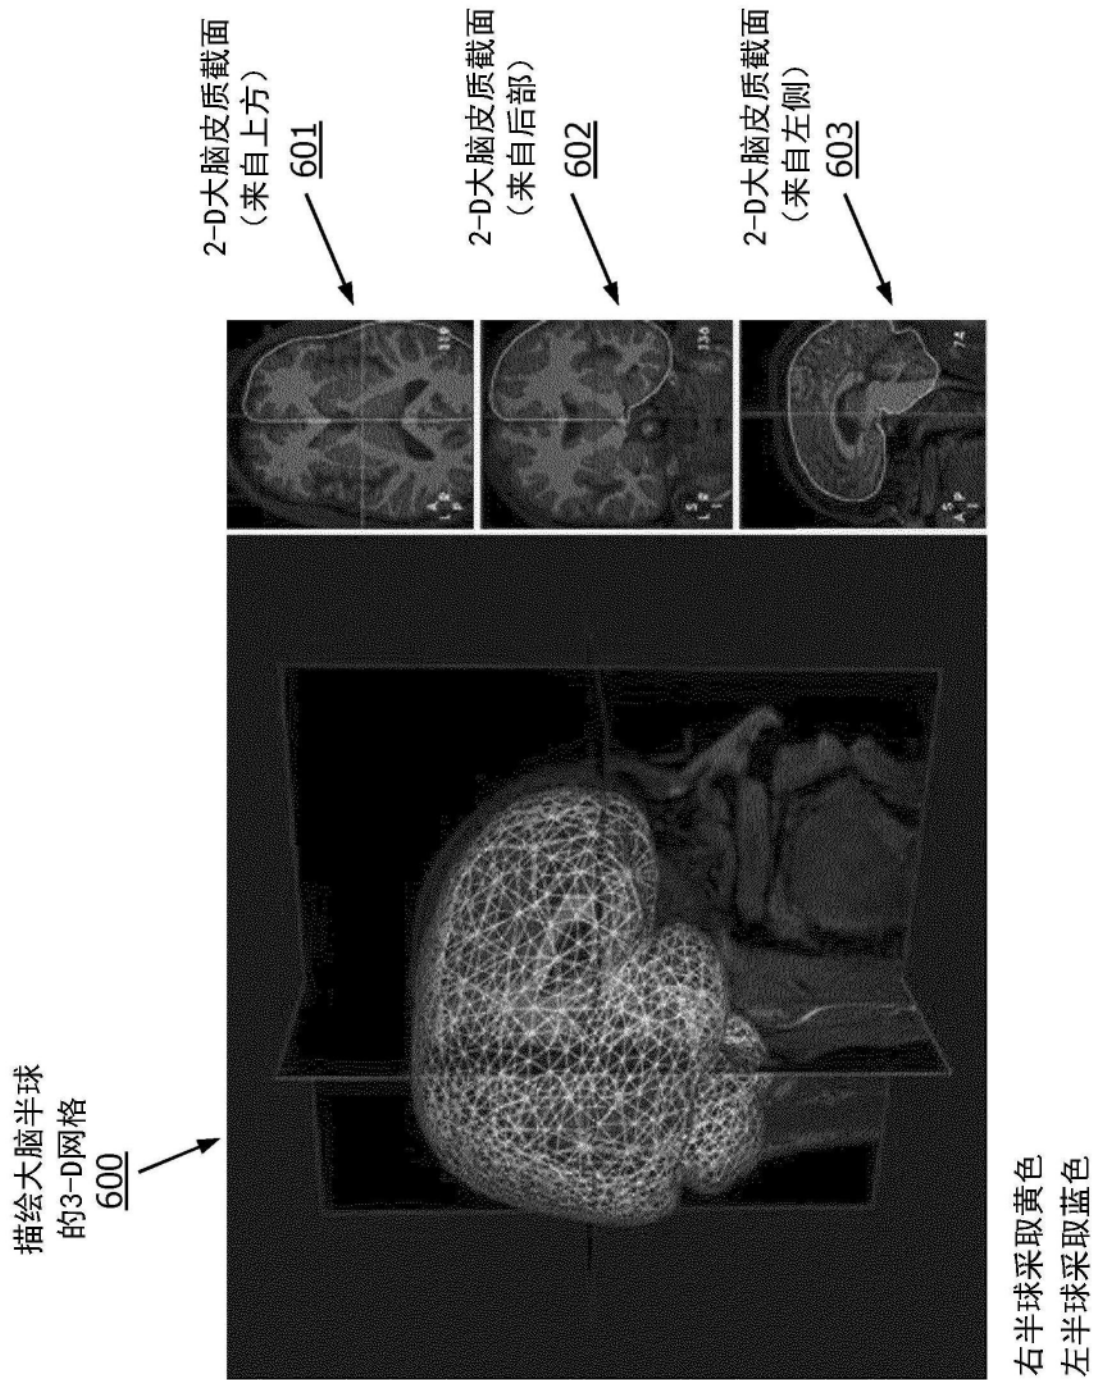 描绘大脑半球
的3-D网格
600
2-D大脑皮质截面
（来自上方）
601
A
L R
P
119
2-D大脑皮质截面
（来自后部）
602
S
L R
I
136
2-D大脑皮质截面
（来自左侧）
603
S
A P
I
74
右半球采取黄色
左半球采取蓝色